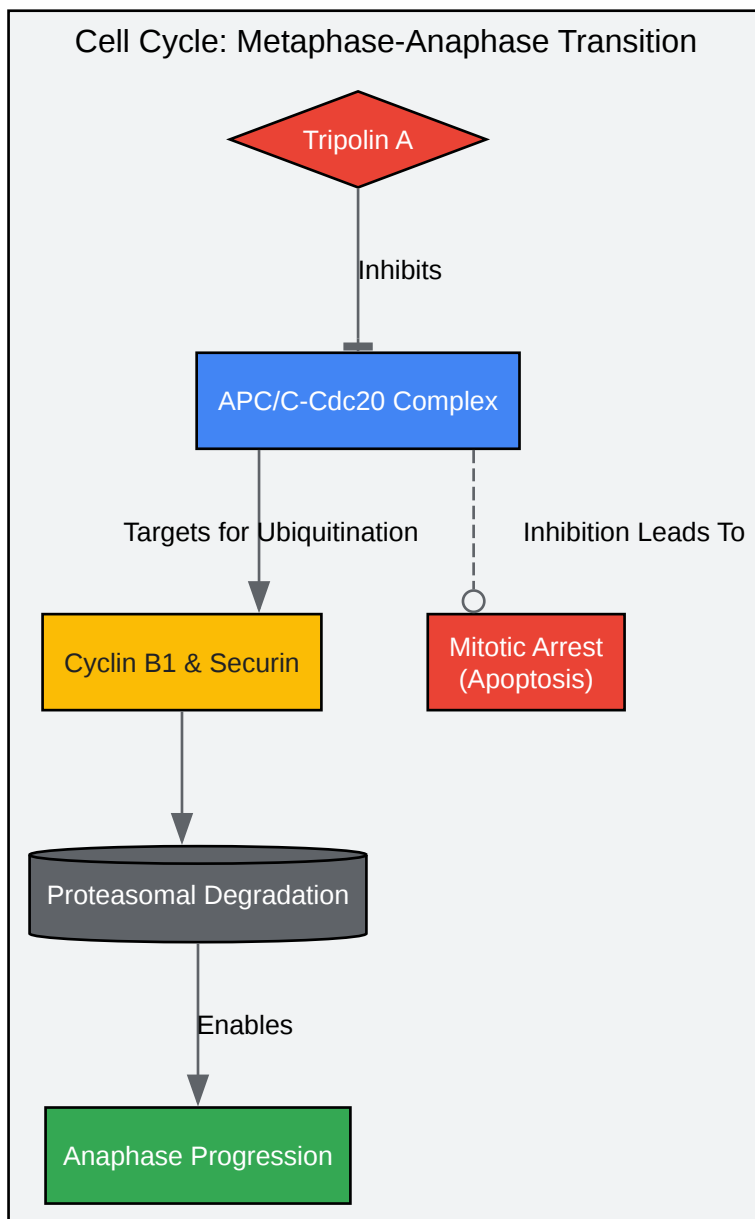 Cell Cycle: Metaphase-Anaphase Transition
Tripolin A
Inhibits
APC/C-Cdc20 Complex
Targets for Ubiquitination
Inhibition Leads To
Cyclin B1 & Securin
Mitotic Arrest
(Apoptosis)
Proteasomal Degradation
Enables
Anaphase Progression